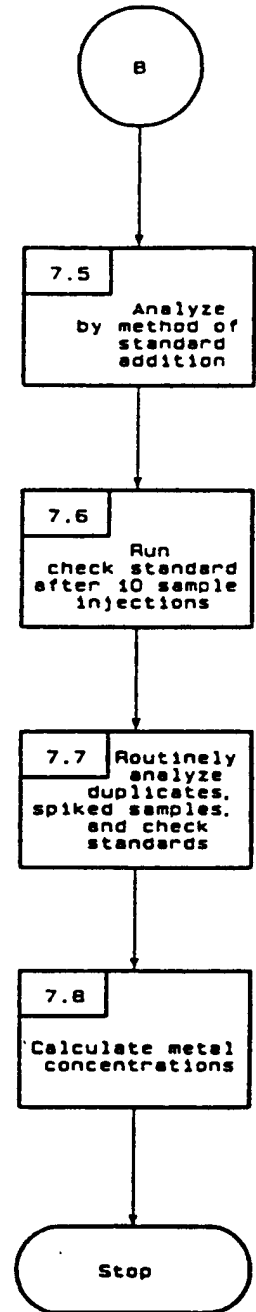 B
7.5
Analyze
by method of
standard
addition
7.6
Run
check standard
after 10 sample
injections
7.7 Routinely
analyze
duplicates,
spiked samples,
and check
standards
7.8
Calculate metal
concentrations
Stop